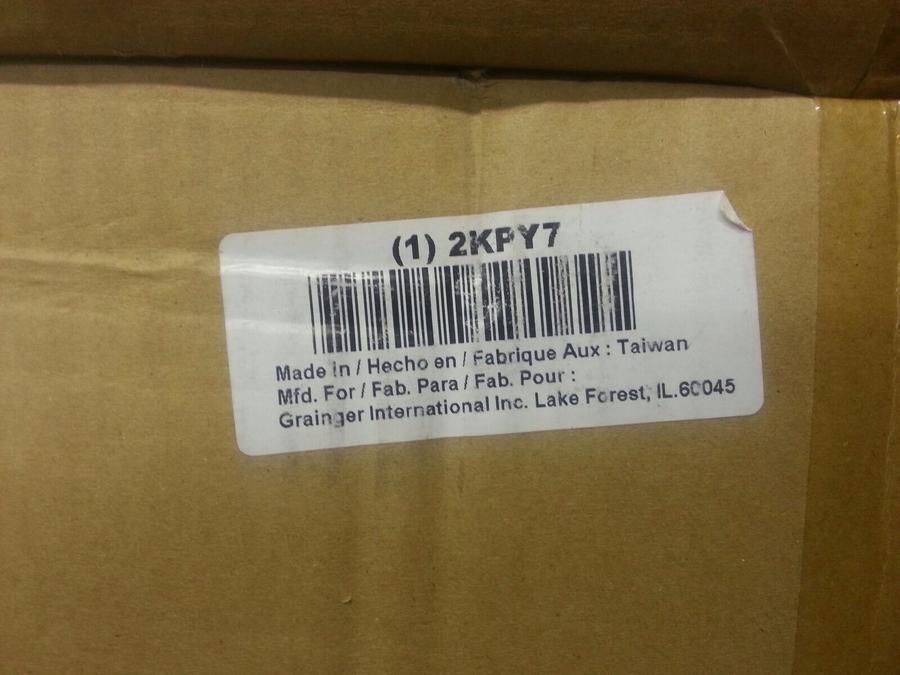 (1) 2KPY7
Made In / Hecho en / Fabrique Aux : Taiwan
Mfd. For / Fab. Para / Fab. Pour :
Grainger International Inc. Lake Forest, IL.60045